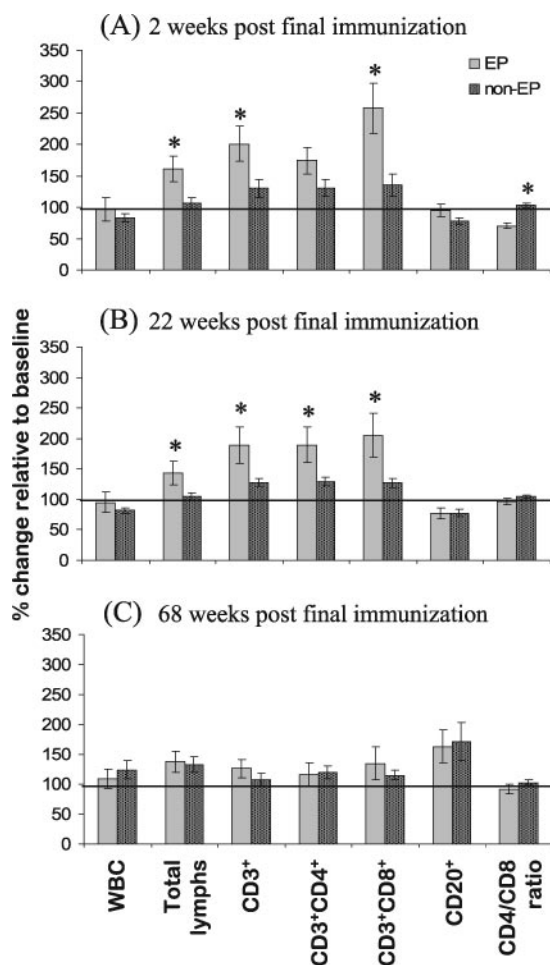 (A) 2 weeks post final immunization
350
300
250
200
150
100
50
0
EP
non-EP
*
*
*
*
(B) 22 weeks post final immunization
350
300
250
200
150
100
50
0
*
*
*
*
% change relative to baseline
(C) 68 weeks post final immunization
350
300
250
200
150
100
50
0
WBC
Total
lymphs
CD3+
CD3+CD4+
CD3+CD8+
CD20+
CD4/CD8
ratio